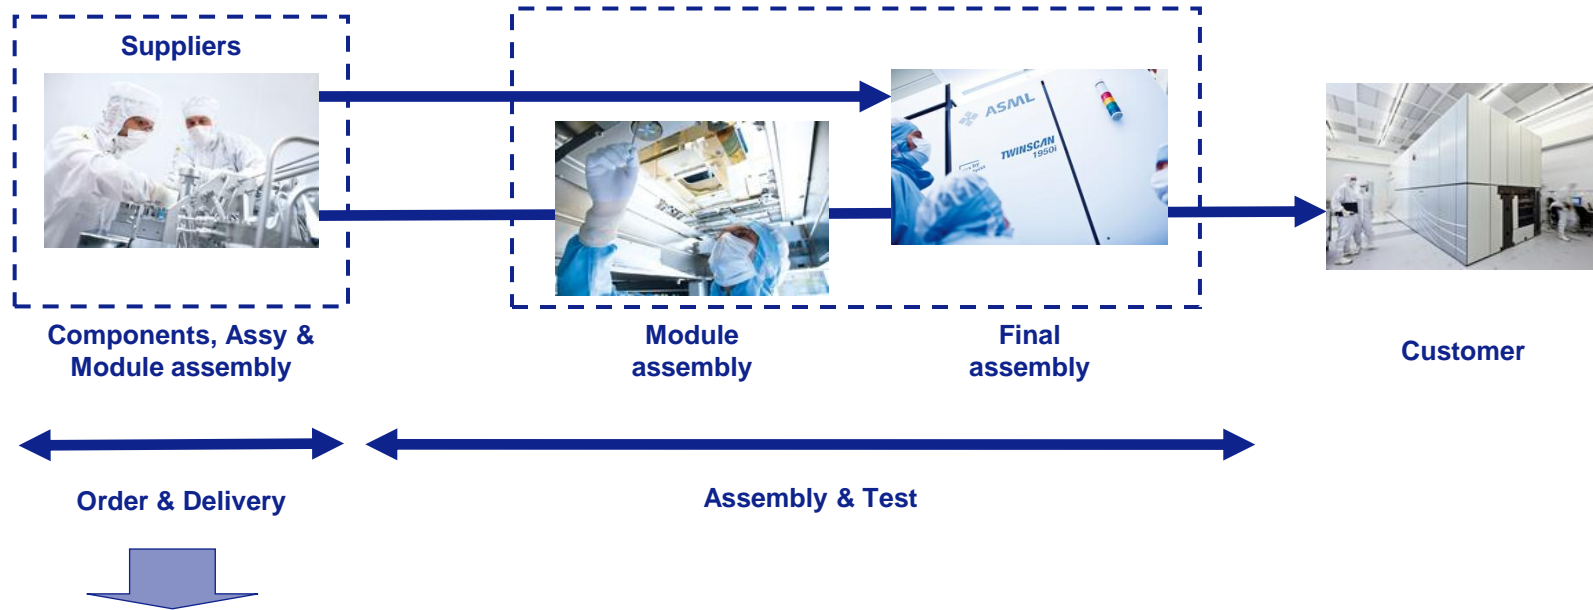 Suppliers
ASML
TWINSCAN
1950i
Components, Assy &
Module assembly
Module
assembly
Final
assembly
Customer
Order & Delivery
Assembly & Test